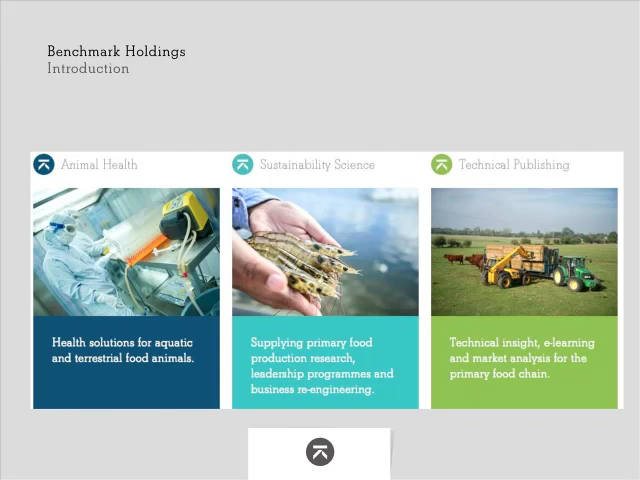 Benchmark Holdings
Introduction
Animal Health
Sustainability Science
Technical Publishing
Health solutions for aquatic
and terrestrial food animals.
Supplying primary food
production research,
leadership programmes and
business re-engineering.
Technical insight, e-learning
and market analysis for the
primary food chain.